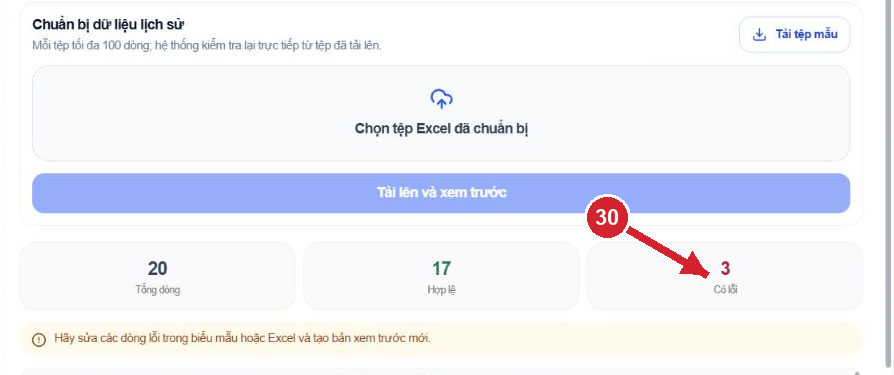 Chuẩn bị dữ liệu lịch sử
Mỗi tệp tối đa 100 dòng; hệ thống kiểm tra lại trực tiếp từ tệp đã tải lên.
Tải tệp mẫu
Chọn tệp Excel đã chuẩn bị
Tải lên và xem trước
30
20
Tổng dòng
17
Hợp lệ
3
Có lỗi
Hãy sửa các dòng lỗi trong biểu mẫu hoặc Excel và tạo bản xem trước mới.